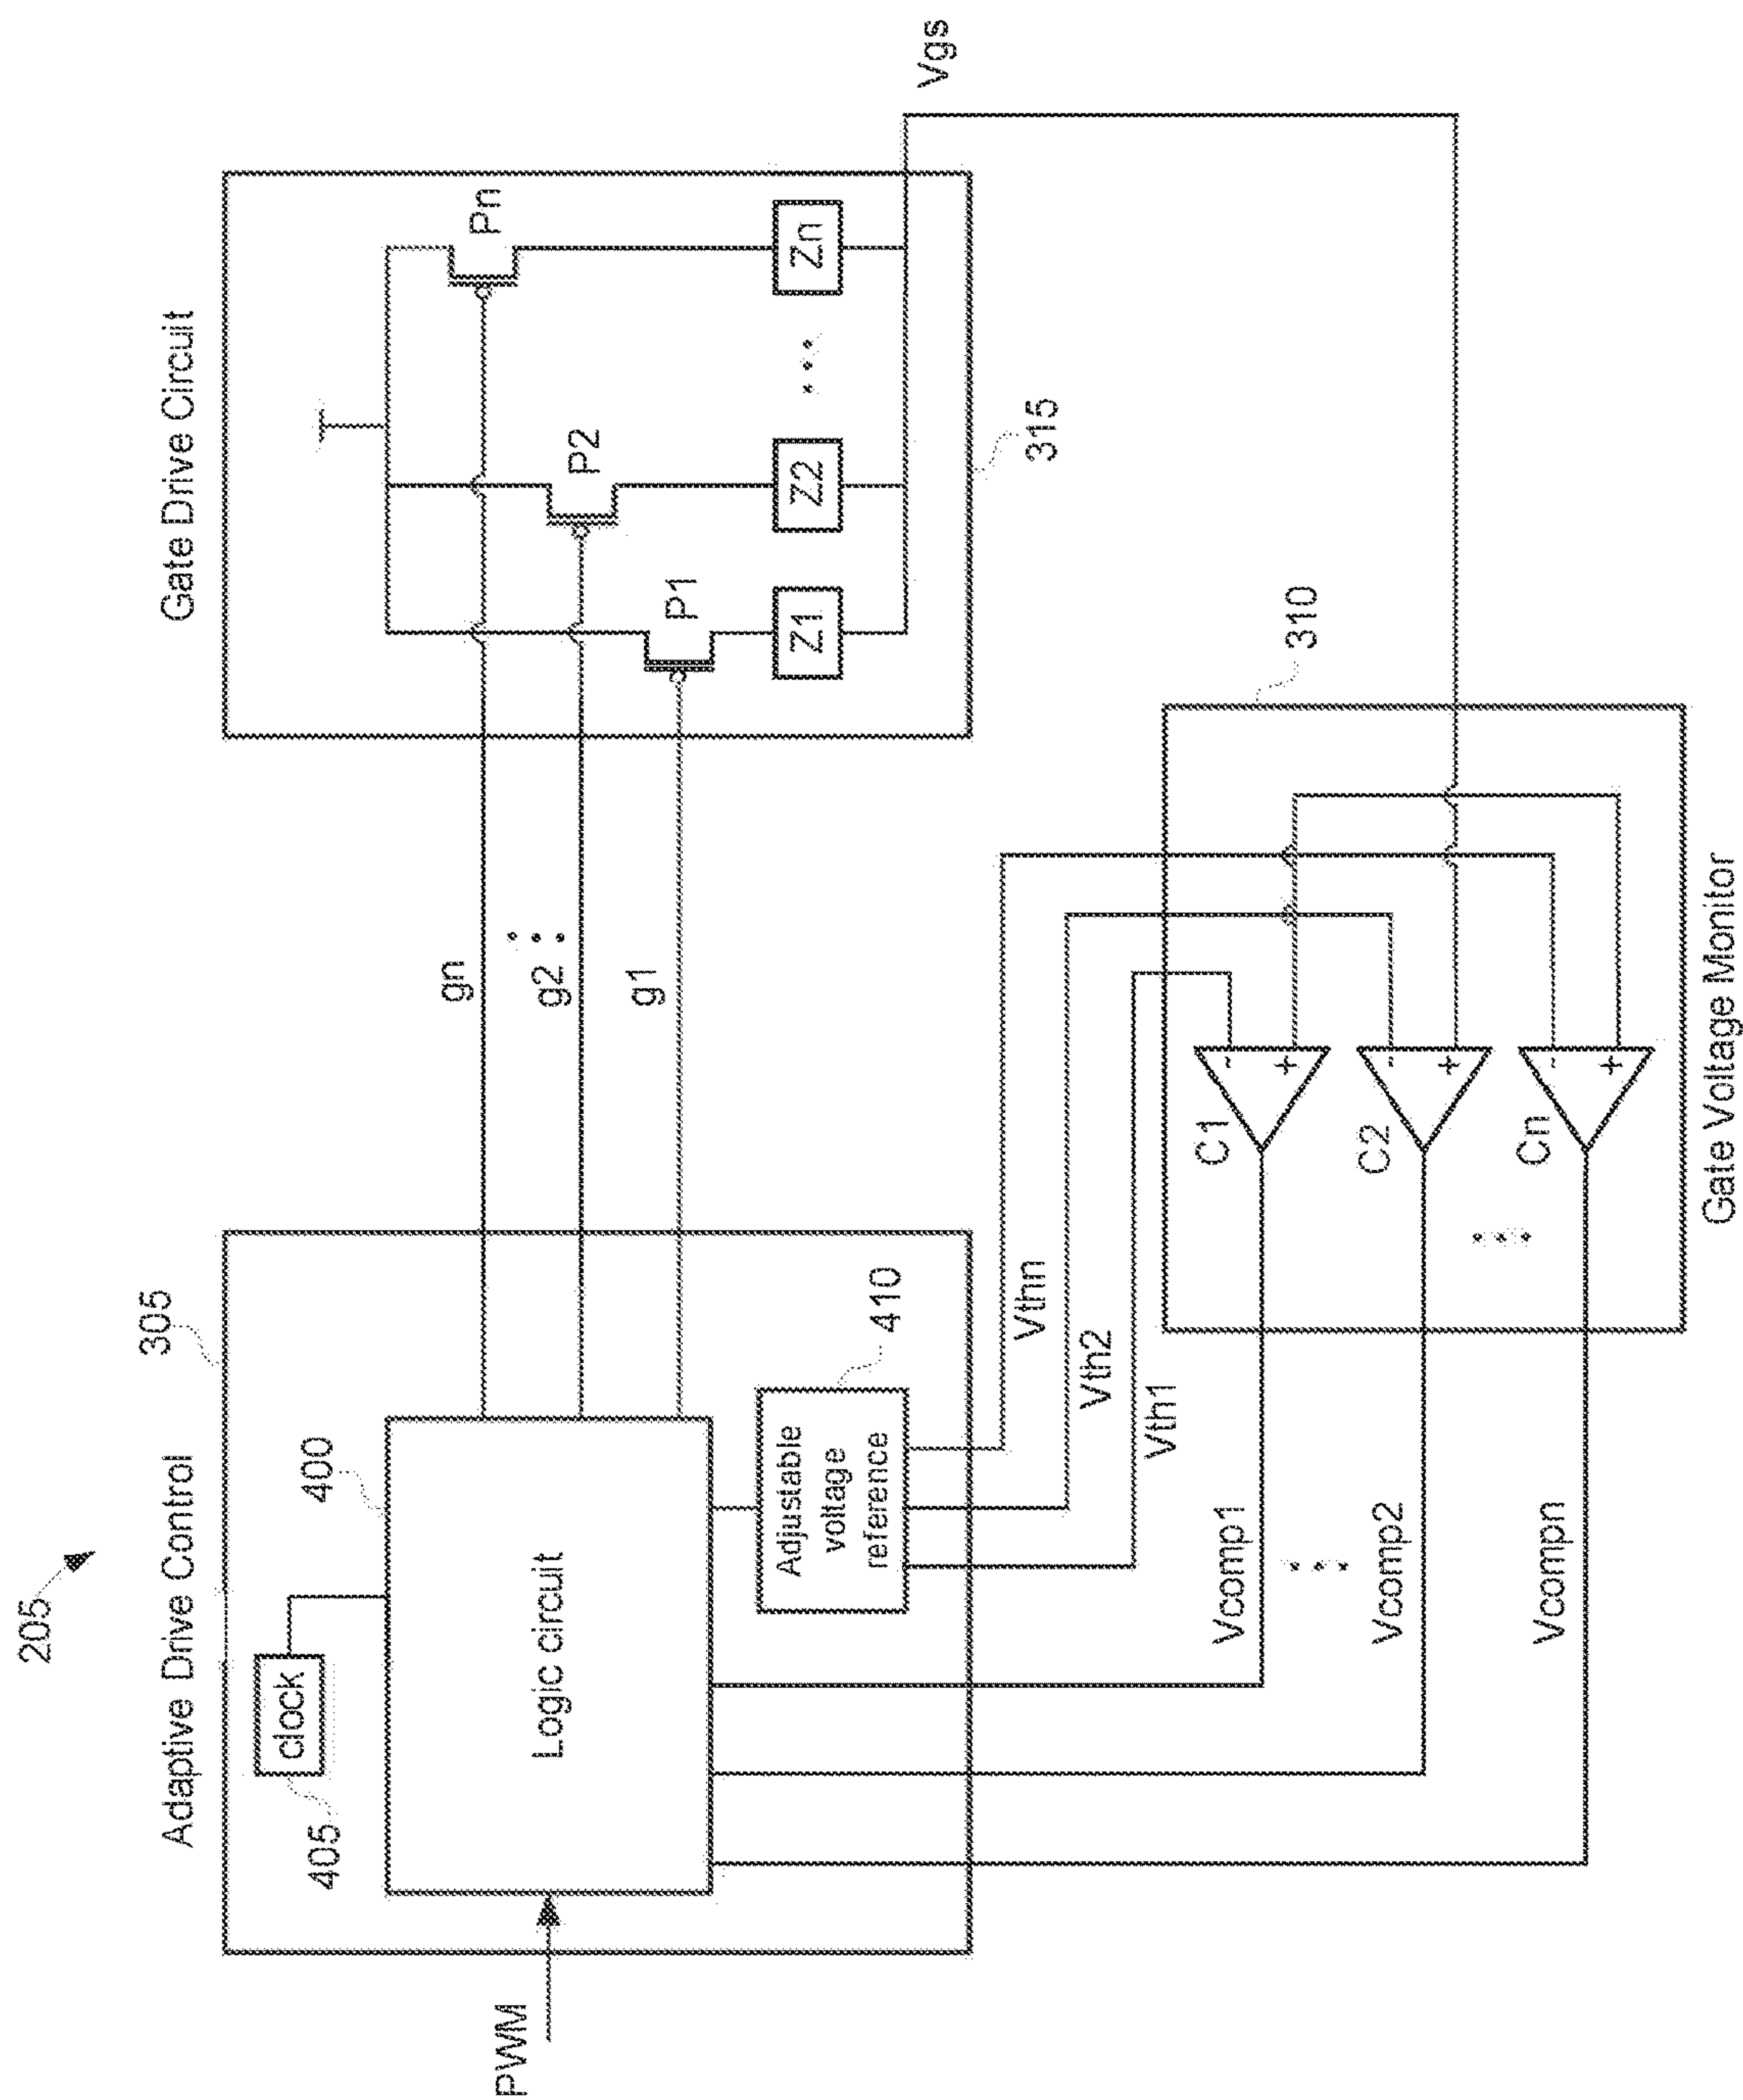 205
Adaptive Drive Control
305
Gate Drive Circuit
clock
405
400
Logic circuit
PWM
gn
g2
g1
Pn
P2
P1
Z1
Z2
Zn
315
Vgs
Adjustable
voltage
reference
410
Vthn
Vth2
Vth1
310
Vcomp1
Vcomp2
Vcompn
C1
C2
Cn
-
+
-
+
-
+
Gate Voltage Monitor